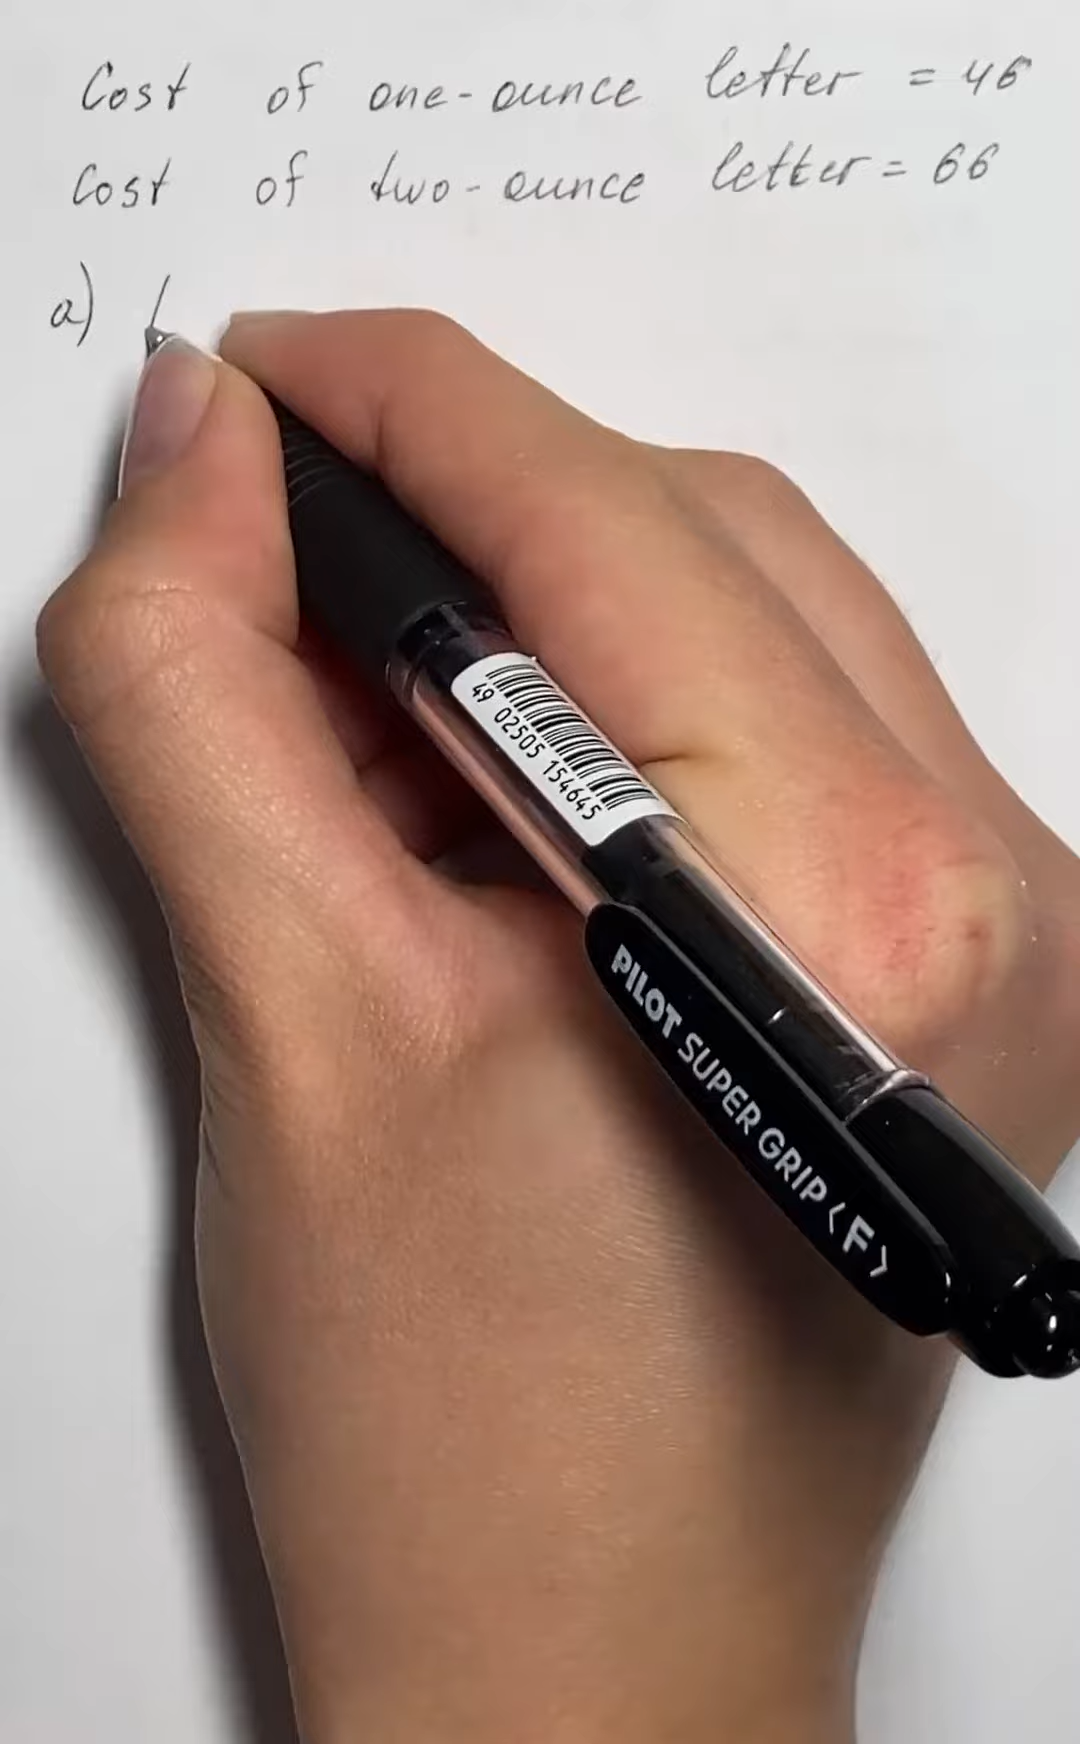 Cost of one-ounce letter = 46
Cost of two-ounce letter = 66
a)
49 02505 154645
PILOT SUPER GRIP <F>